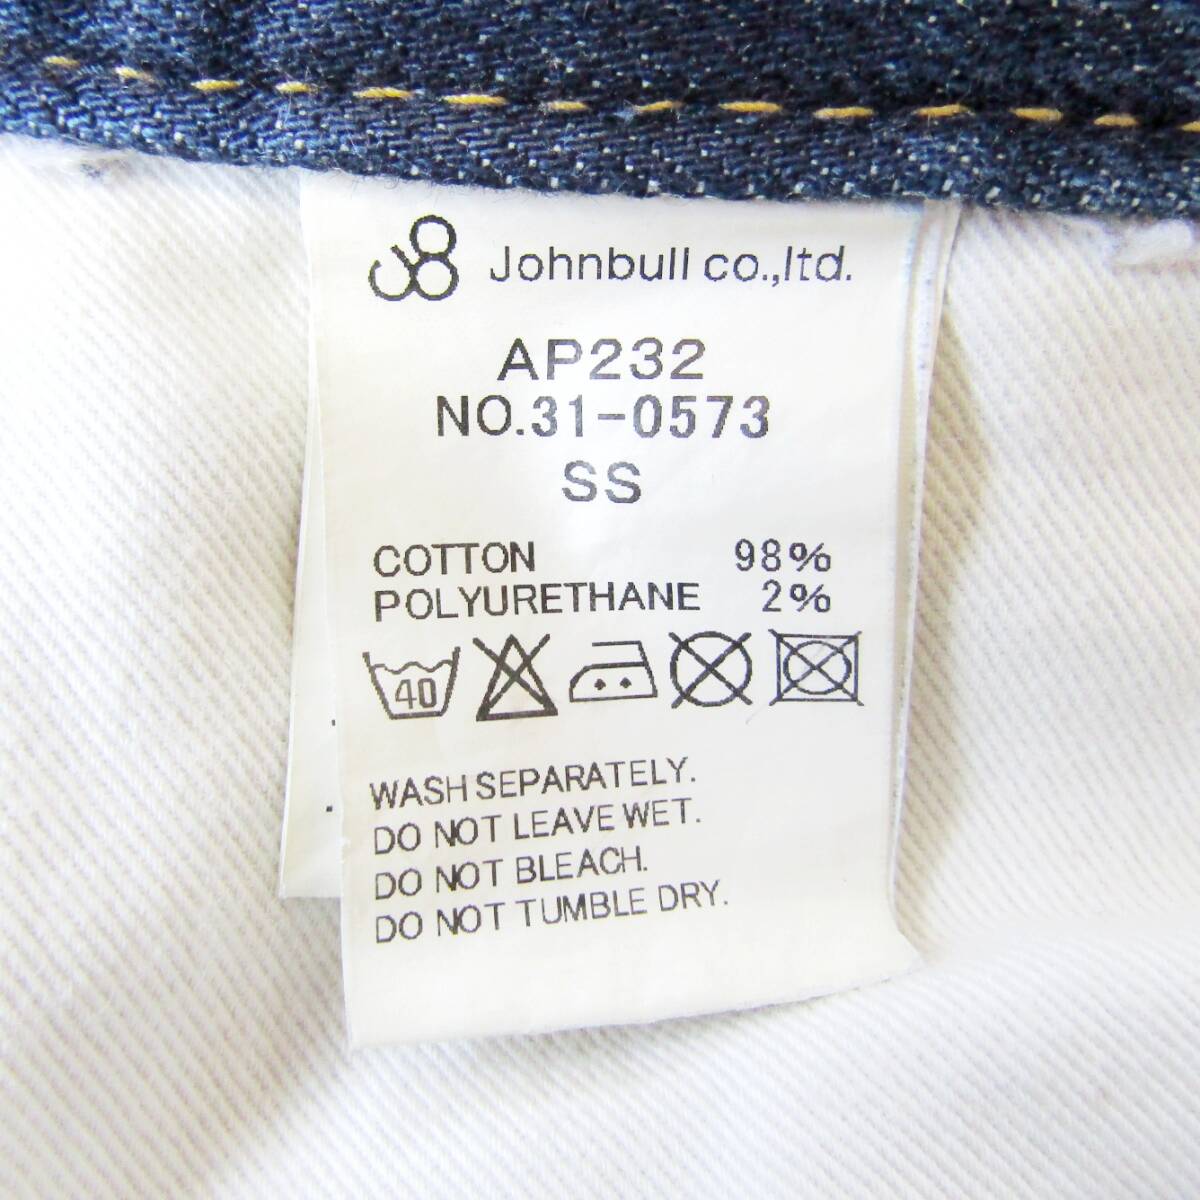 Johnbull co.,ltd.
AP232
NO.31-0573
SS
COTTON 98%
POLYURETHANE 2%
40
WASH SEPARATELY.
DO NOT LEAVE WET.
DO NOT BLEACH.
DO NOT TUMBLE DRY.